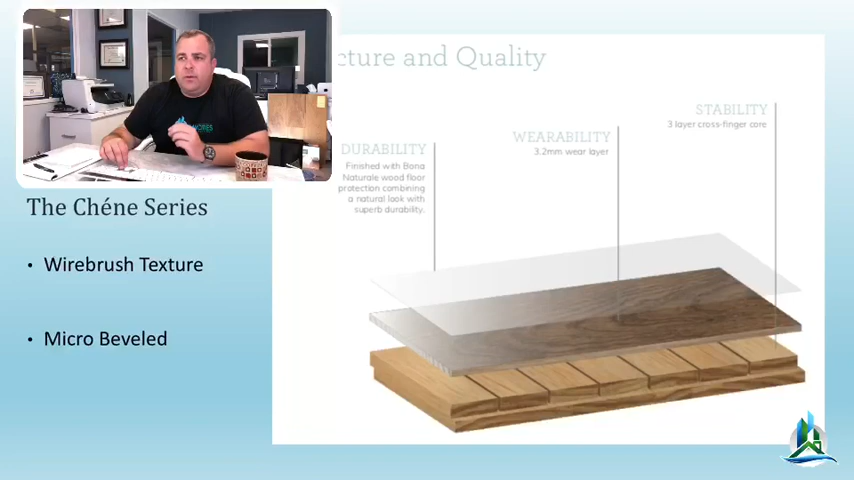 cture and Quality
STABILITY
3 layer cross-finger core
WEARABILITY
3.2mm wear layer
DURABILITY
Finished with Bona
Naturale wood floor
protection combining
a natural look with
superb durability.
The Chéne Series
• Wirebrush Texture
• Micro Beveled